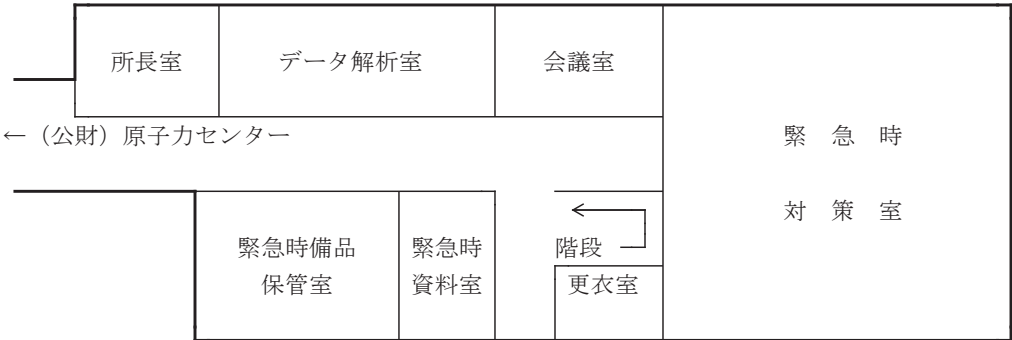 所長室
データ解析室
会議室
←（公財）原子力センター
緊 急 時
対 策 室
緊急時備品
保管室
緊急時
資料室
階段
更衣室